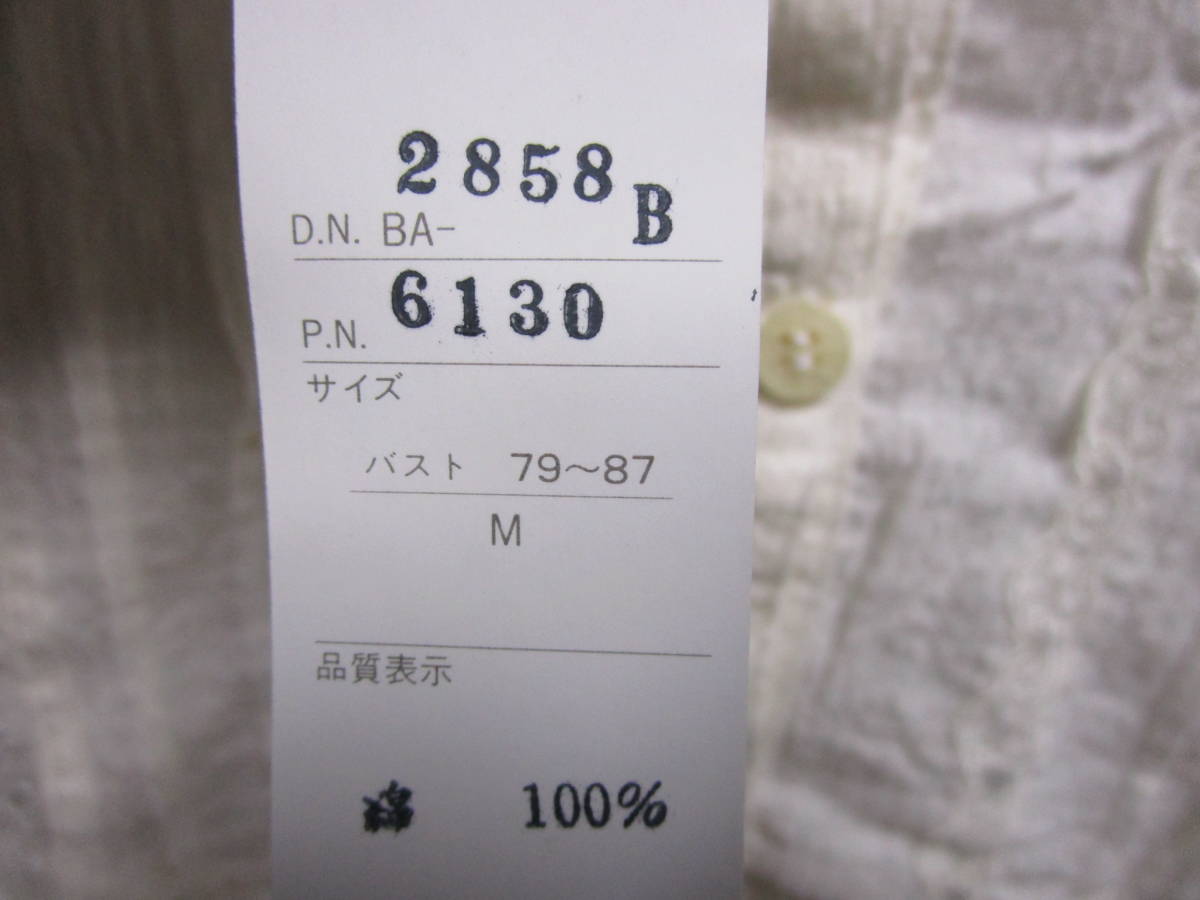 D.N. BA- 2858 B
P.N. 6130
サイズ
バスト 79～87
M
品質表示
綿 100%